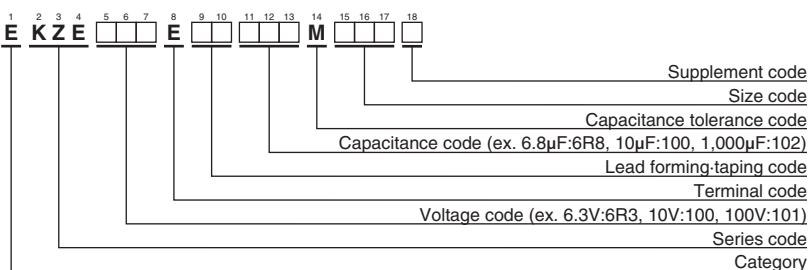 1 2 3 4 5 6 7 8 9 10 11 12 13 14 15 16 17 18
E K Z E E M
Supplement code
Size code
Capacitance tolerance code
Capacitance code (ex. 6.8µF:6R8, 10µF:100, 1,000µF:102)
Lead forming·taping code
Terminal code
Voltage code (ex. 6.3V:6R3, 10V:100, 100V:101)
Series code
Category